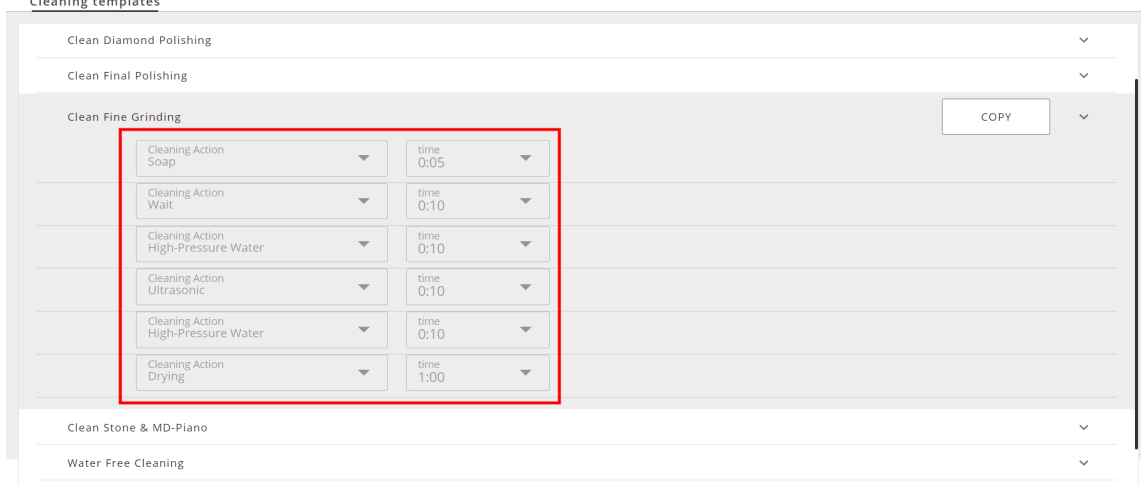 Cleaning templates
Clean Diamond Polishing
Clean Final Polishing
Clean Fine Grinding
COPY
Cleaning Action
Soap
time
0:05
Cleaning Action
Wait
time
0:10
Cleaning Action
High-Pressure Water
time
0:10
Cleaning Action
Ultrasonic
time
0:10
Cleaning Action
High-Pressure Water
time
0:10
Cleaning Action
Drying
time
1:00
Clean Stone & MD-Piano
Water Free Cleaning